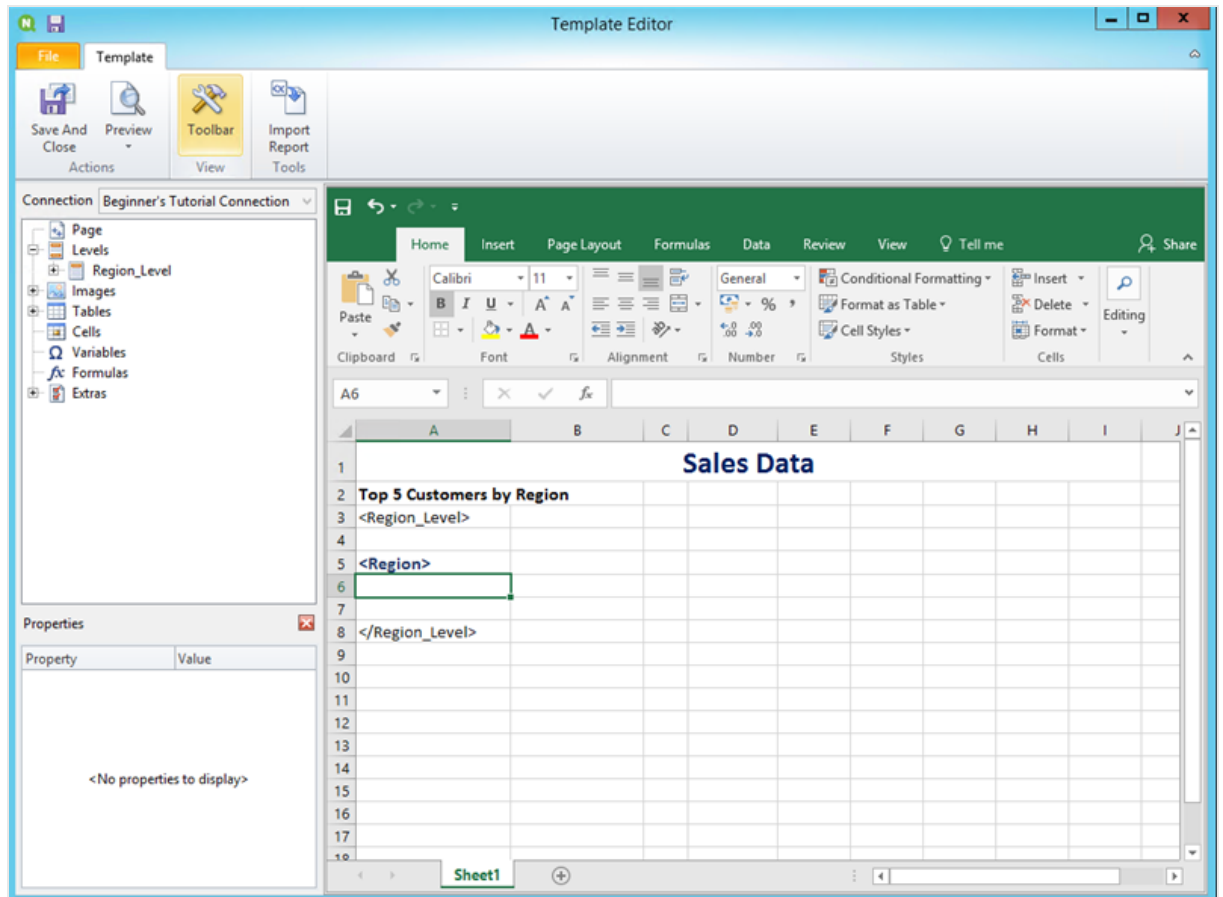 Template Editor
File Template
Save And Close
Preview
Toolbar
Import Report
Actions View Tools
Connection Beginner's Tutorial Connection
Page
Levels
Region_Level
Images
Tables
Cells
Variables
Formulas
Extras
Properties
Property Value
<No properties to display>
Home Insert Page Layout Formulas Data Review View Tell me Share
Paste
Calibri 11
B I U
General
Conditional Formatting
Format as Table
Cell Styles
Insert
Delete
Format
Editing
Clipboard Font Alignment Number Styles Cells
A6 fx
A B C D E F G H I J
1 Sales Data
2 Top 5 Customers by Region
3 <Region_Level>
4
5 <Region>
6
7
8 </Region_Level>
9
10
11
12
13
14
15
16
17
18
Sheet1